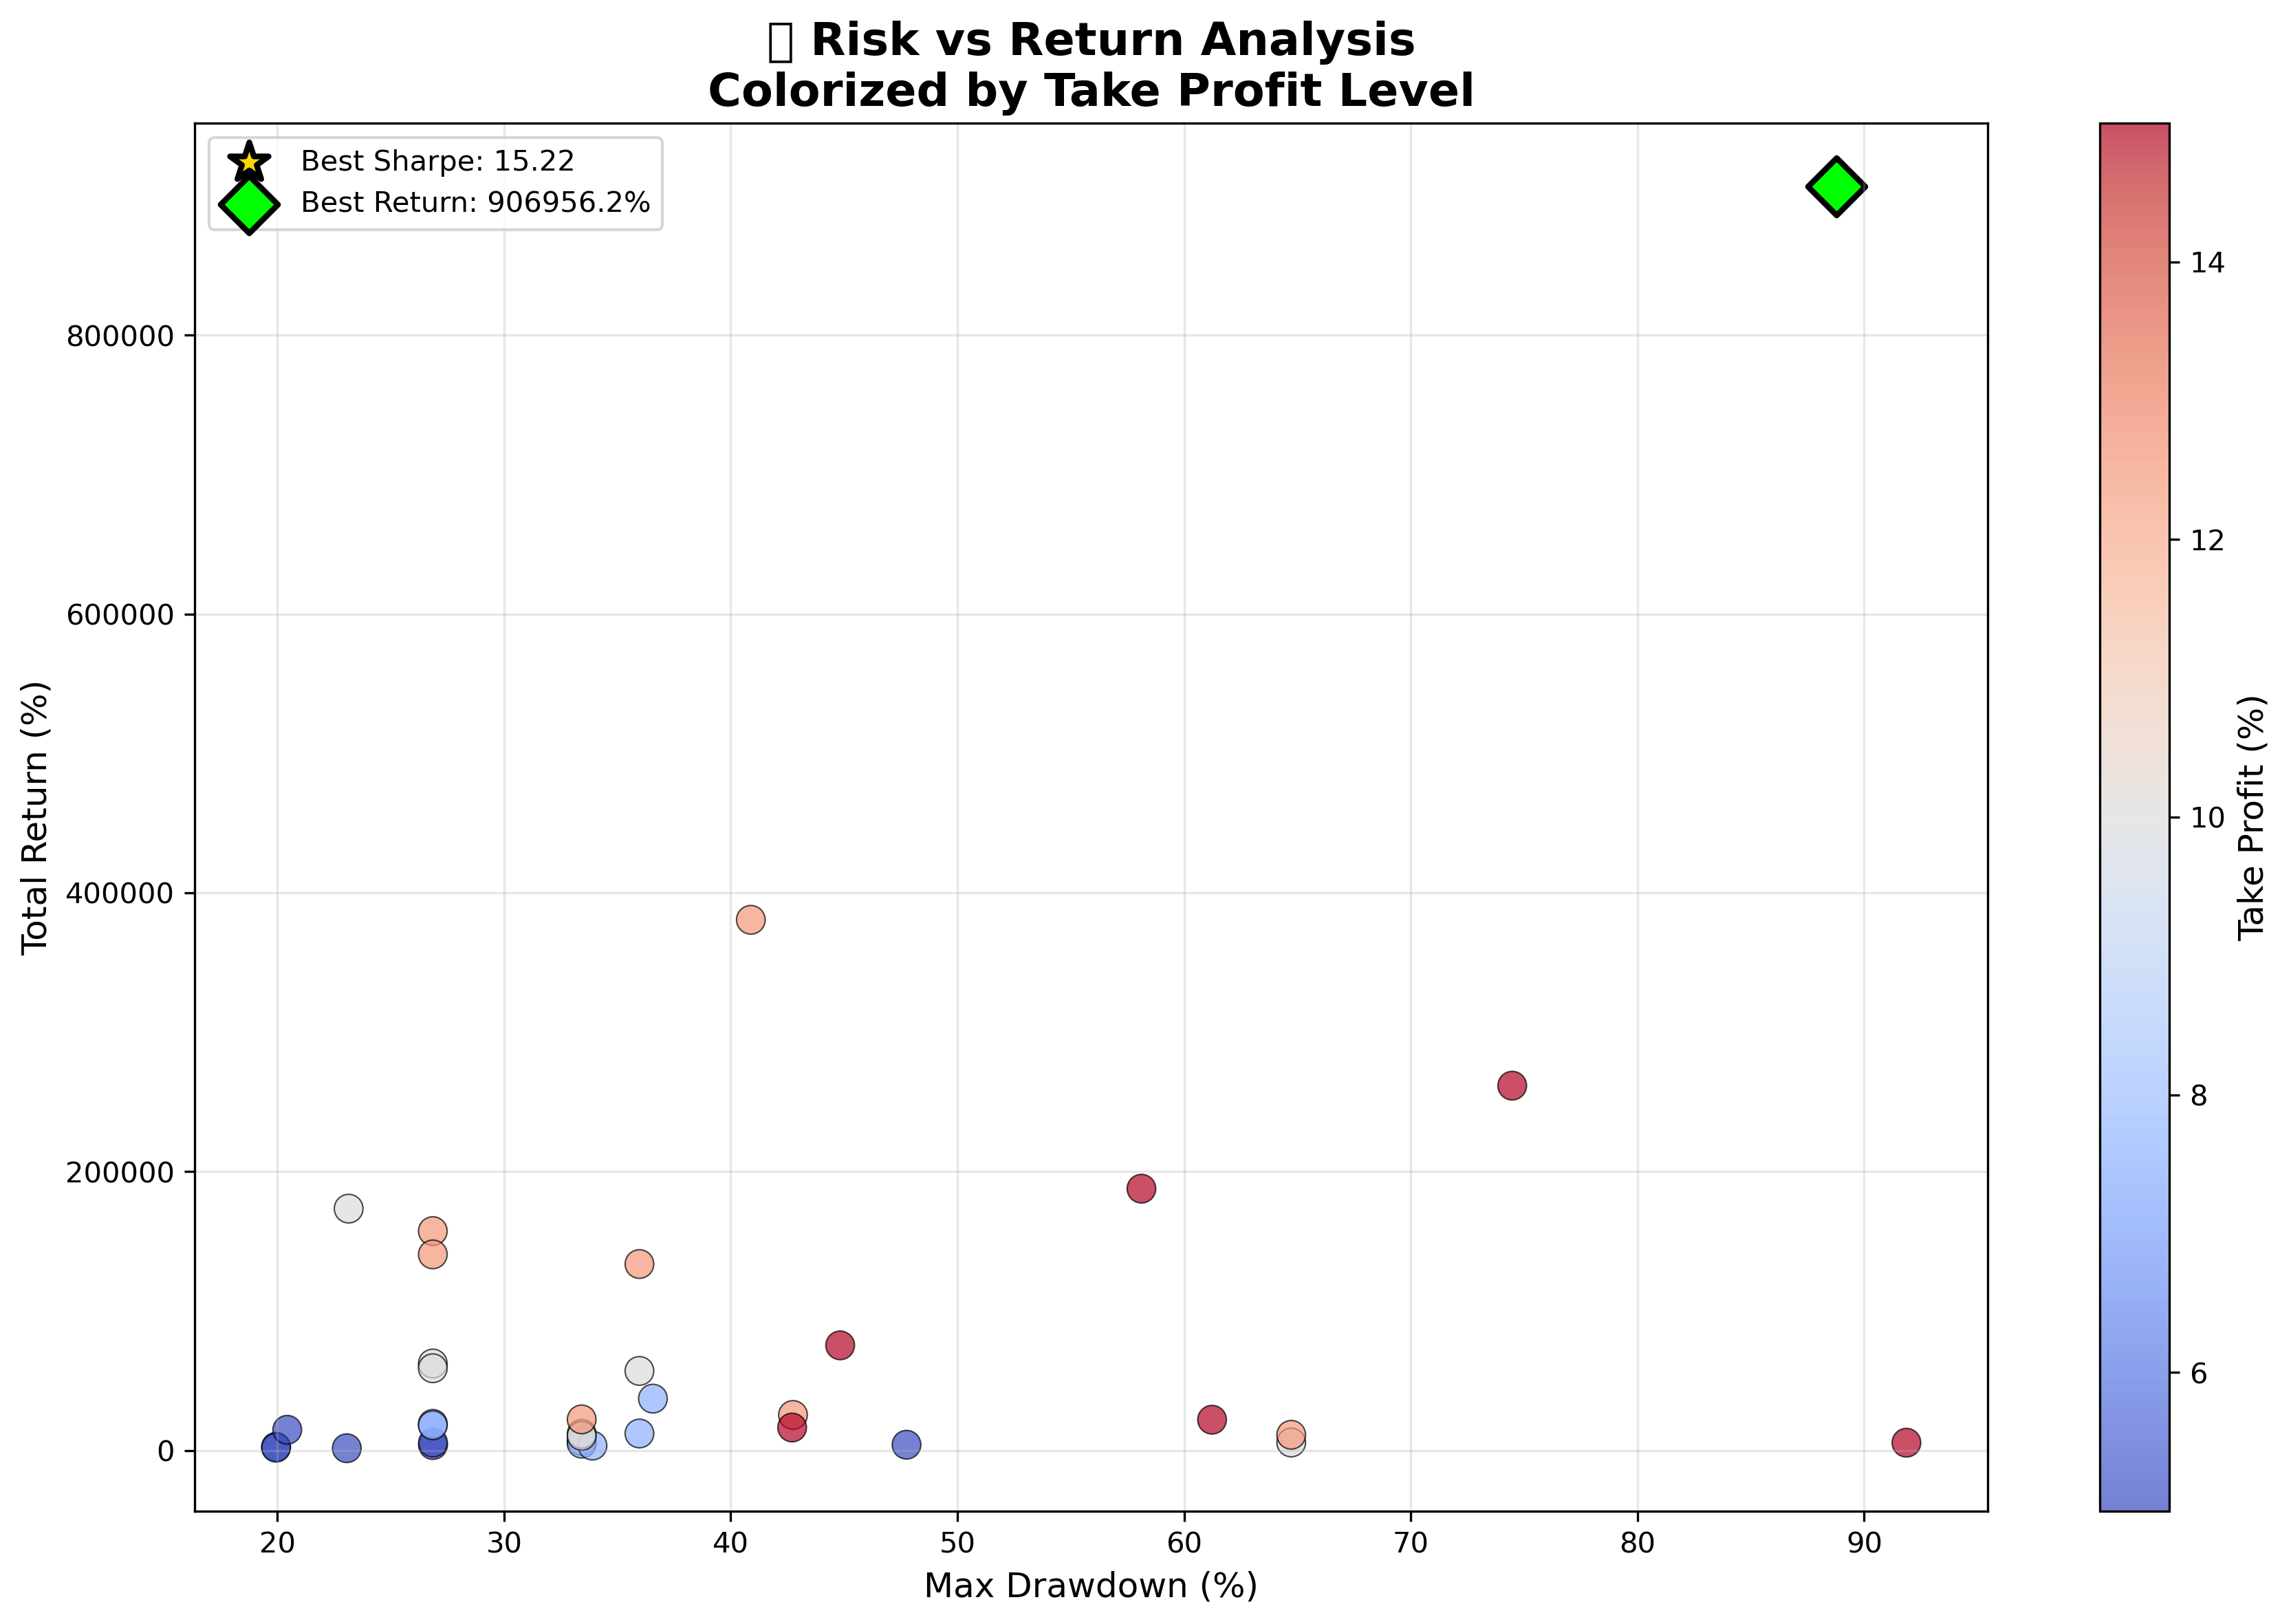 ▯ Risk vs Return Analysis
Colorized by Take Profit Level
Best Sharpe: 15.22
Best Return: 906956.2%
Total Return (%)
800000
600000
400000
200000
0
20 30 40 50 60 70 80 90
Max Drawdown (%)
14
12
10
8
6
Take Profit (%)